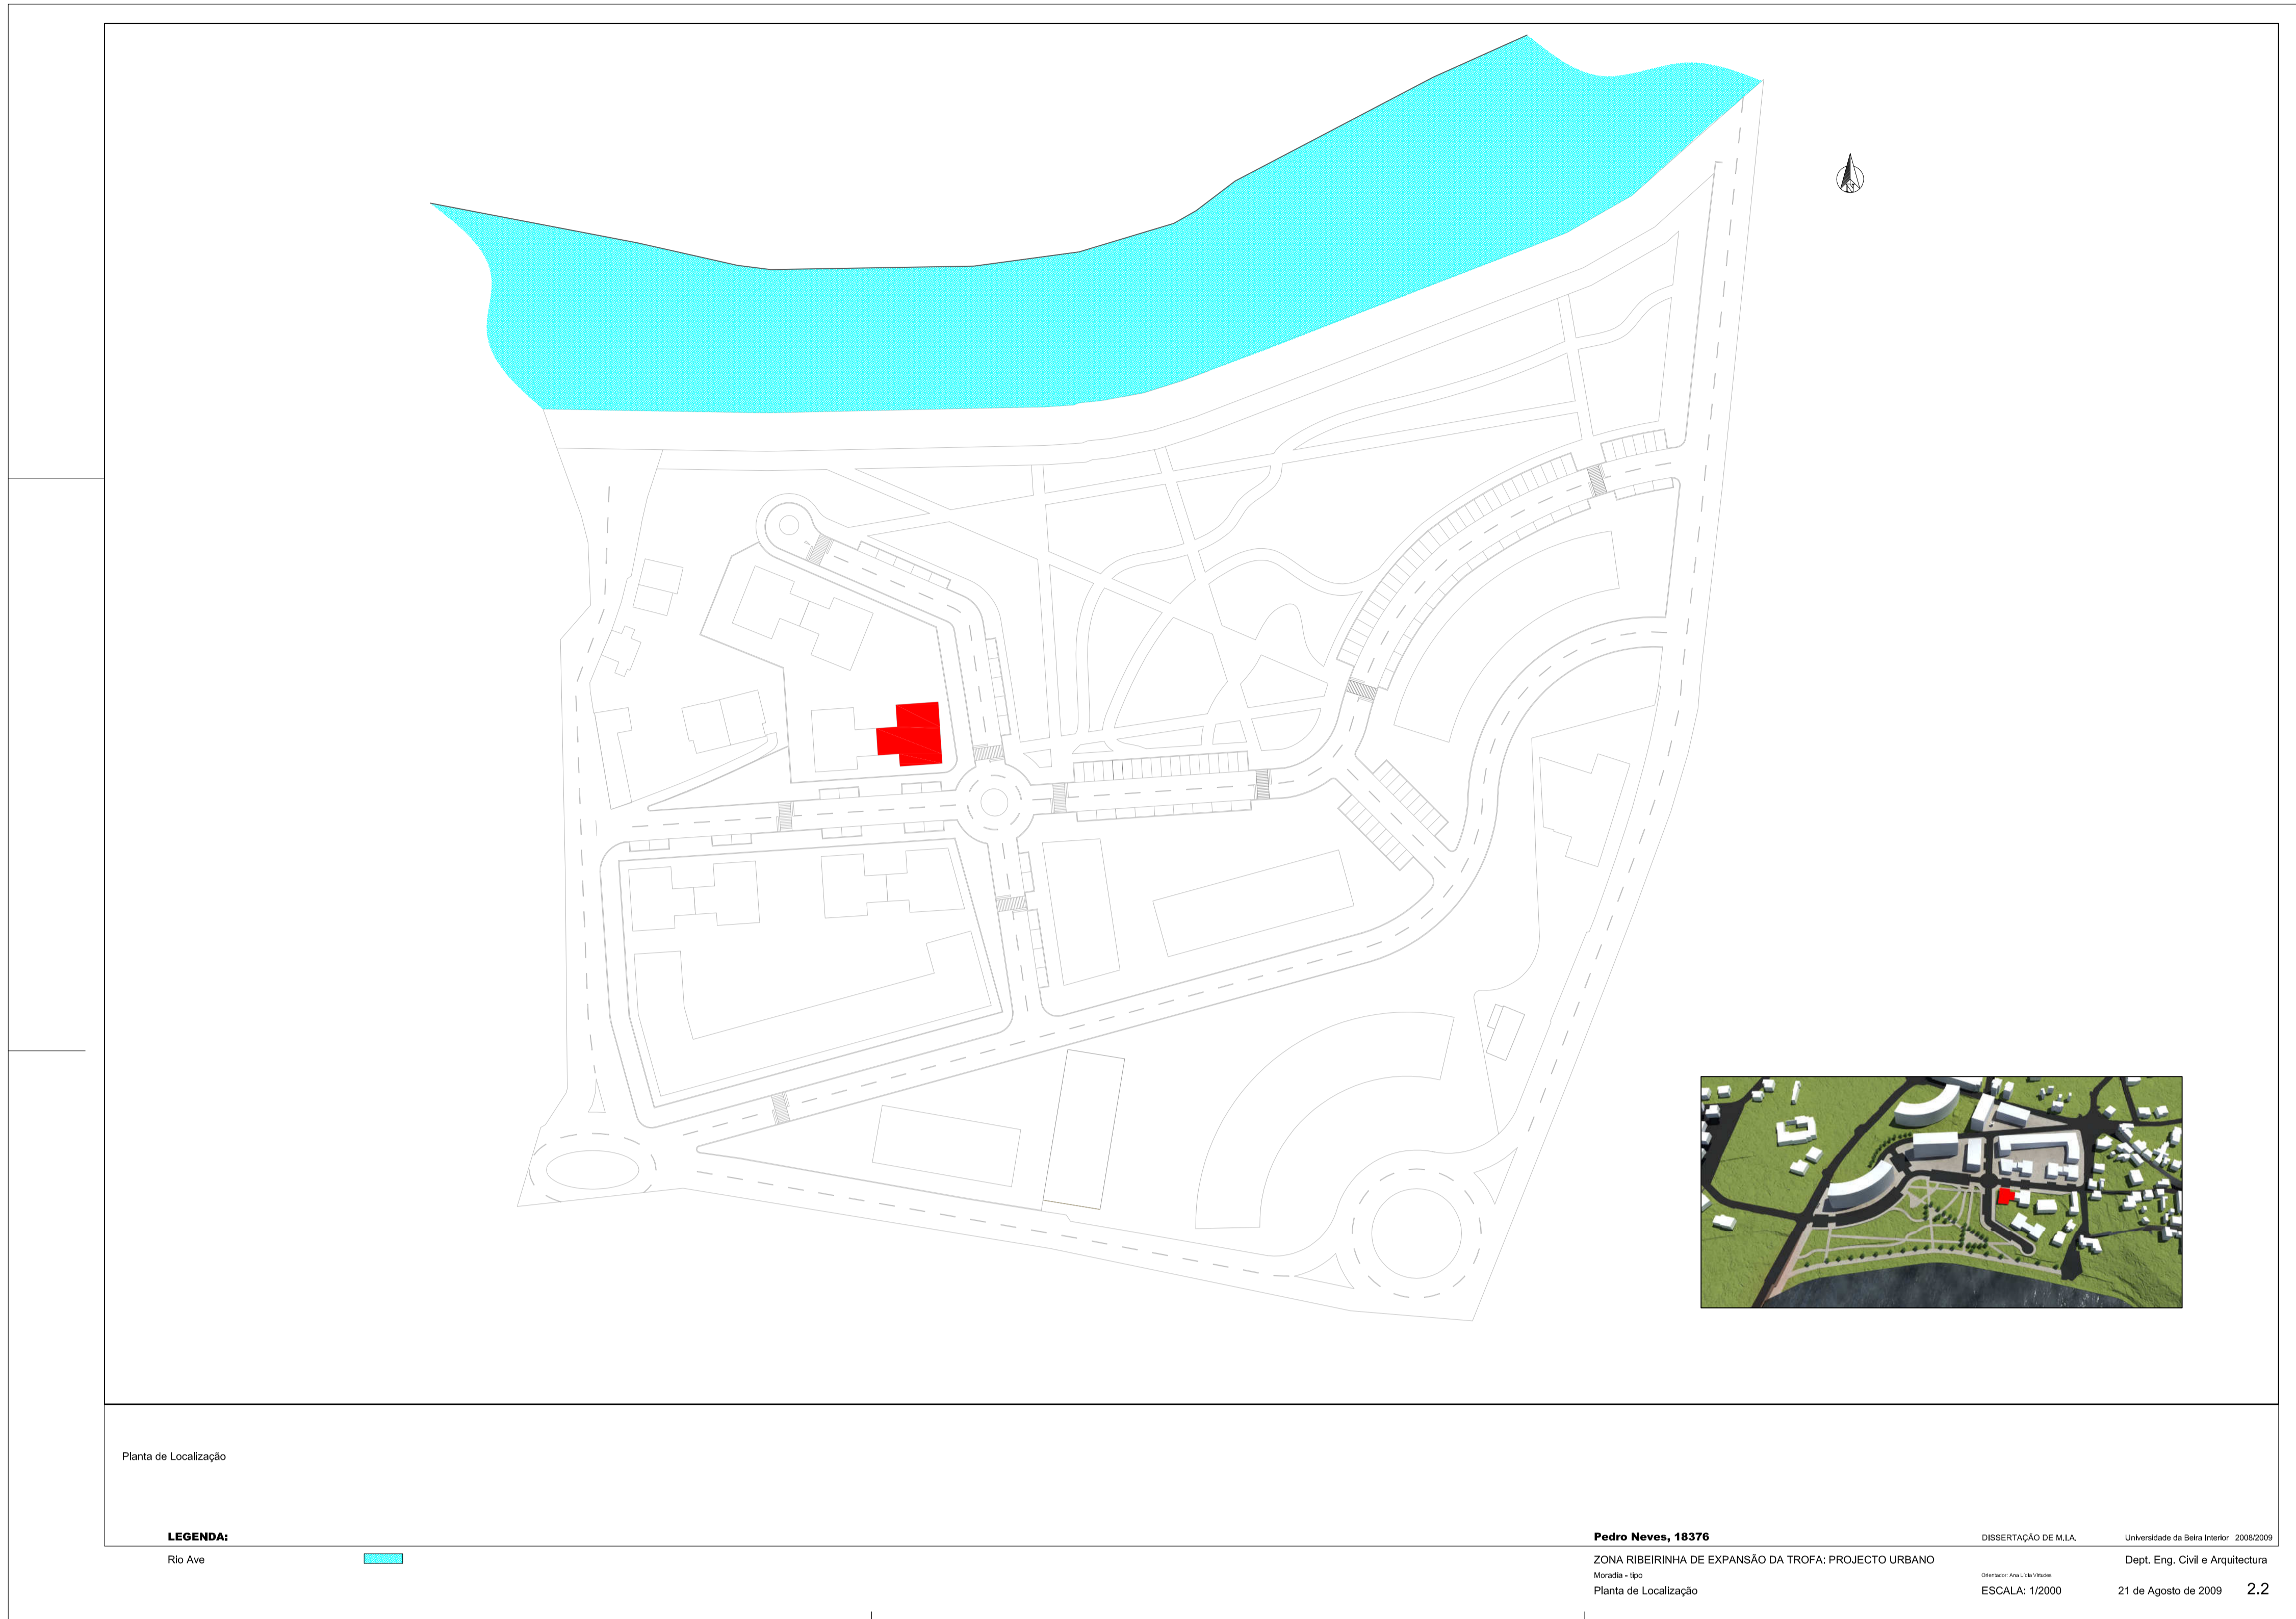 Planta de Localização
LEGENDA:
Rio Ave
Pedro Neves, 18376
DISSERTAÇÃO DE M.I.A.
Universidade da Beira Interior 2008/2009
ZONA RIBEIRINHA DE EXPANSÃO DA TROFA: PROJECTO URBANO
Dept. Eng. Civil e Arquitectura
Moradia - tipo
Orientador: Ana Lídia Virtudes
Planta de Localização
ESCALA: 1/2000
21 de Agosto de 2009
2.2